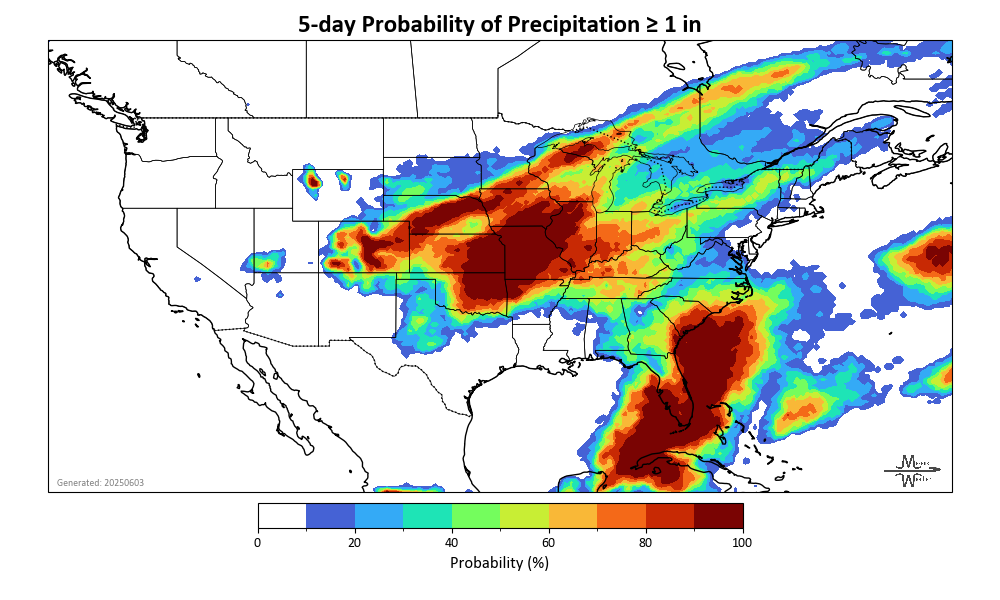 5-day Probability of Precipitation ≥ 1 in
Generated: 20250603
0 20 40 60 80 100
Probability (%)